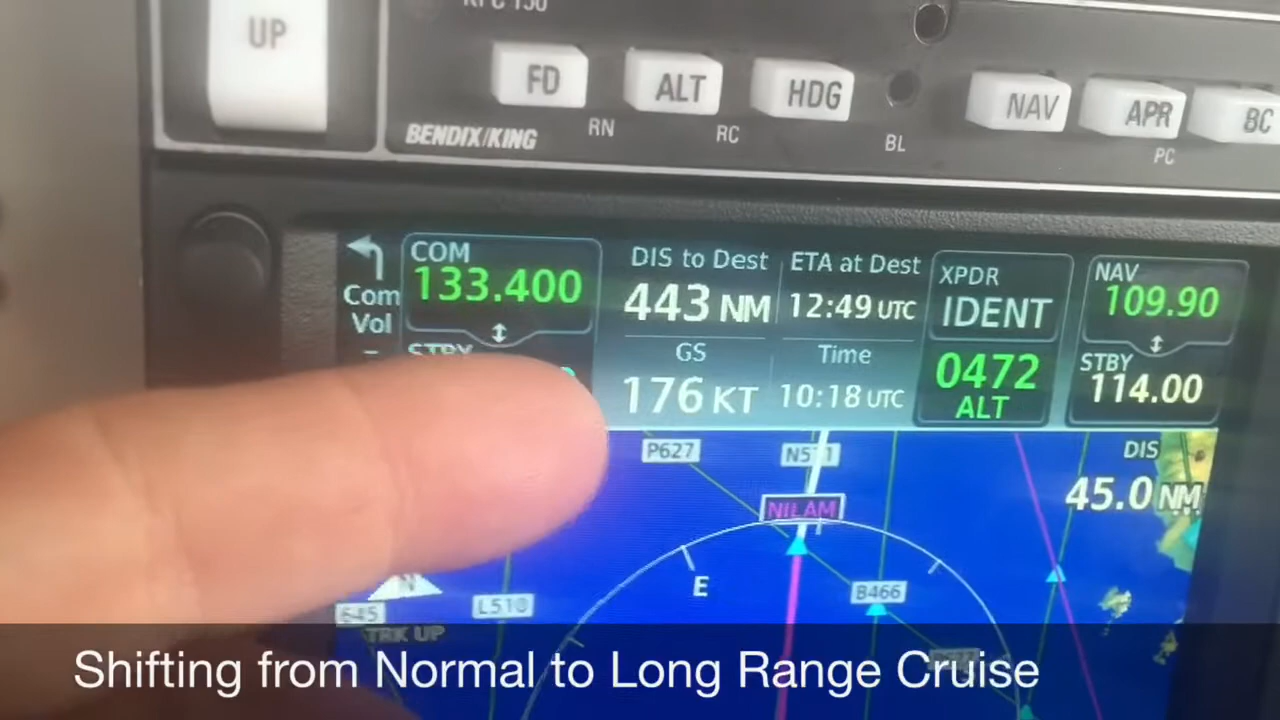 KFC 150
UP
FD
ALT
HDG
NAV
APR
BC
BENDIX/KING
RN
RC
BL
PC
Com
Vol
COM
133.400
STBY
DIS to Dest
443 NM
GS
176 KT
ETA at Dest
12:49 UTC
Time
10:18 UTC
XPDR
IDENT
0472
ALT
NAV
109.90
STBY
114.00
P627
DIS
45.0 NM
NILAM
E
B466
N
645
L510
TRK UP
Shifting from Normal to Long Range Cruise